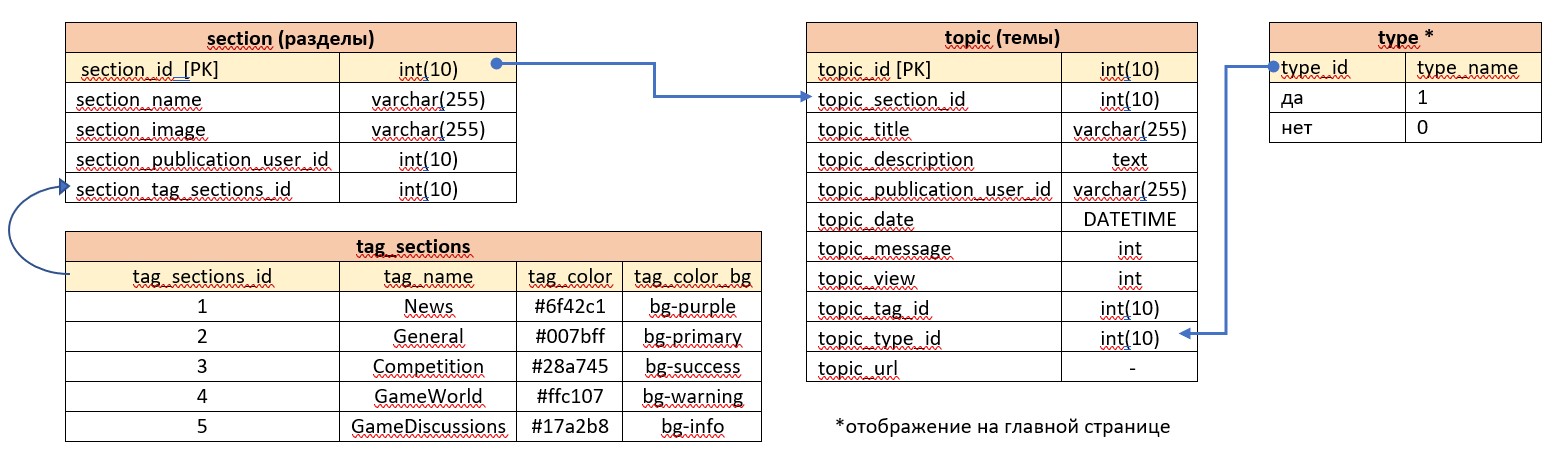 section (разделы)
section_id [PK] int(10)
section_name varchar(255)
section_image varchar(255)
section_publication_user_id int(10)
section_tag_sections_id int(10)
tag_sections
tag_sections_id tag_name tag_color tag_color_bg
1 News #6f42c1 bg-purple
2 General #007bff bg-primary
3 Competition #28a745 bg-success
4 GameWorld #ffc107 bg-warning
5 GameDiscussions #17a2b8 bg-info
topic (темы)
topic_id [PK] int(10)
topic_section_id int(10)
topic_title varchar(255)
topic_description text
topic_publication_user_id varchar(255)
topic_date DATETIME
topic_message int
topic_view int
topic_tag_id int(10)
topic_type_id int(10)
topic_url -
type *
type_id type_name
да 1
нет 0
*отображение на главной странице